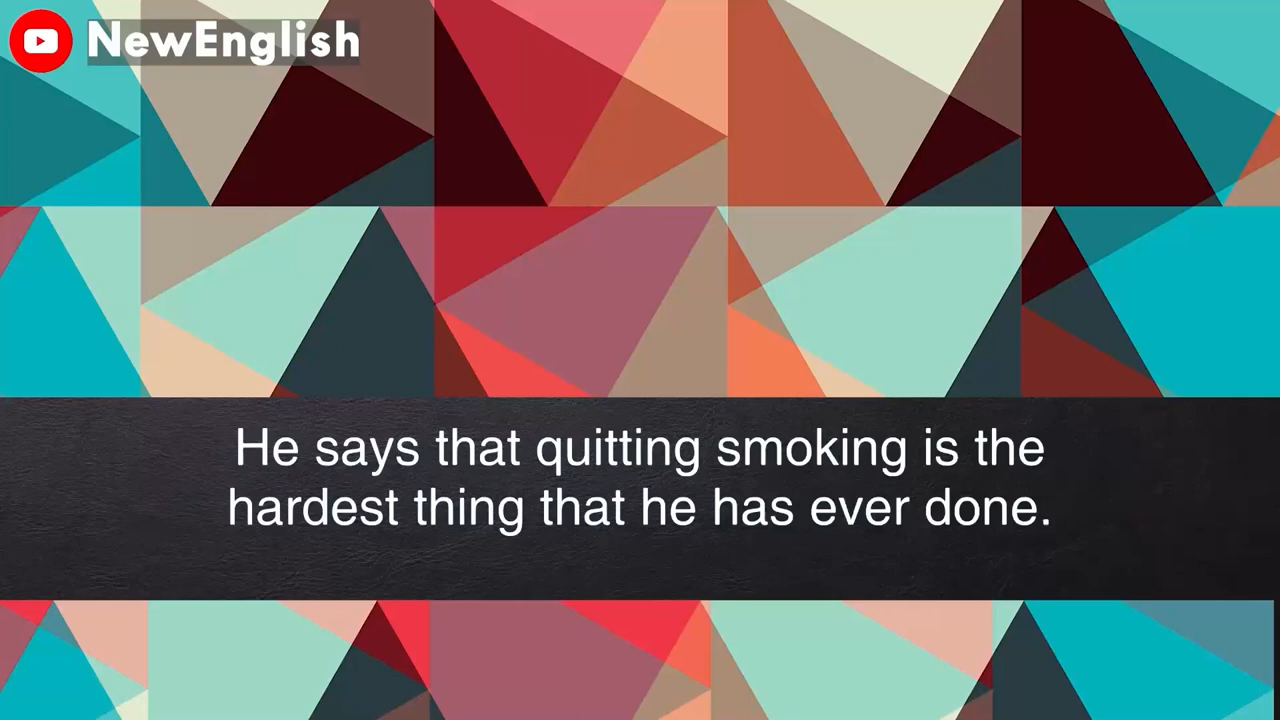 NewEnglish
He says that quitting smoking is the
hardest thing that he has ever done.